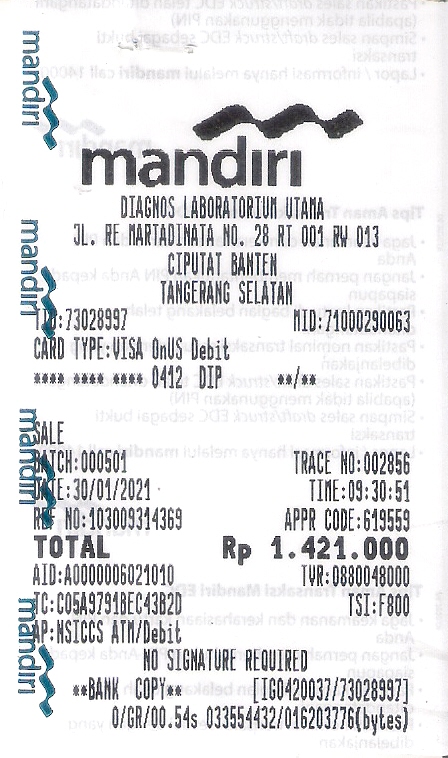 mandiri
DIAGNOS LABORATORIUM UTAMA
JL. RE MARTADINATA NO. 28 RT 001 RW 013
CIPUTAT BANTEN
TANGERANG SELATAN
TID:73028997 MID:71000290063
CARD TYPE:VISA OnUS Debit
**** **** **** 0412 DIP **/**
SALE
BATCH:000501 TRACE NO:002856
DATE:30/01/2021 TIME:09:30:51
REF NO:103009314369 APPR CODE:619559
TOTAL Rp 1.421.000
AID:A0000006021010 TVR:0880048000
TC:C05A9791BEC43B2D TSI:F800
AP:NSICCS ATM/Debit
NO SIGNATURE REQUIRED
**BANK COPY** [IGO420037/73028997]
0/GR/00.54s 033554432/016203776(bytes)
mandiri
mandiri
mandiri
mandiri